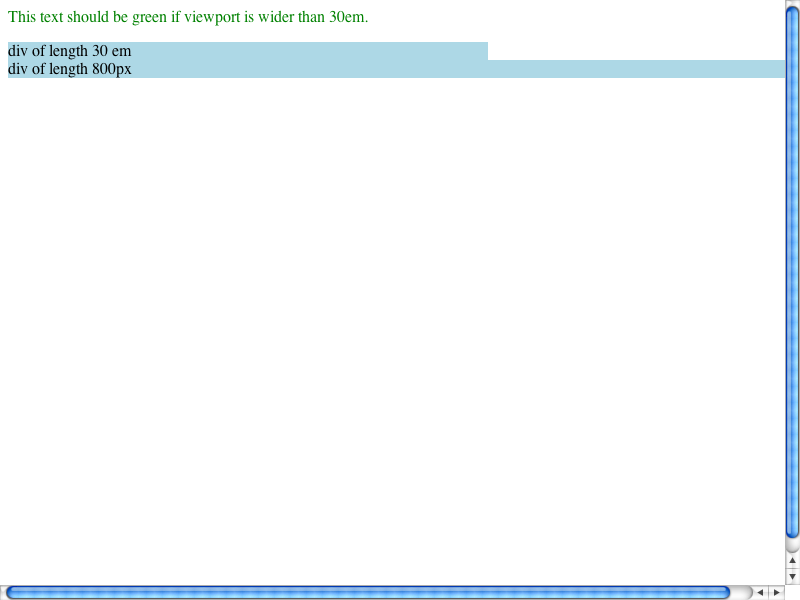 This text should be green if viewport is wider than 30em.
div of length 30 em
div of length 800px